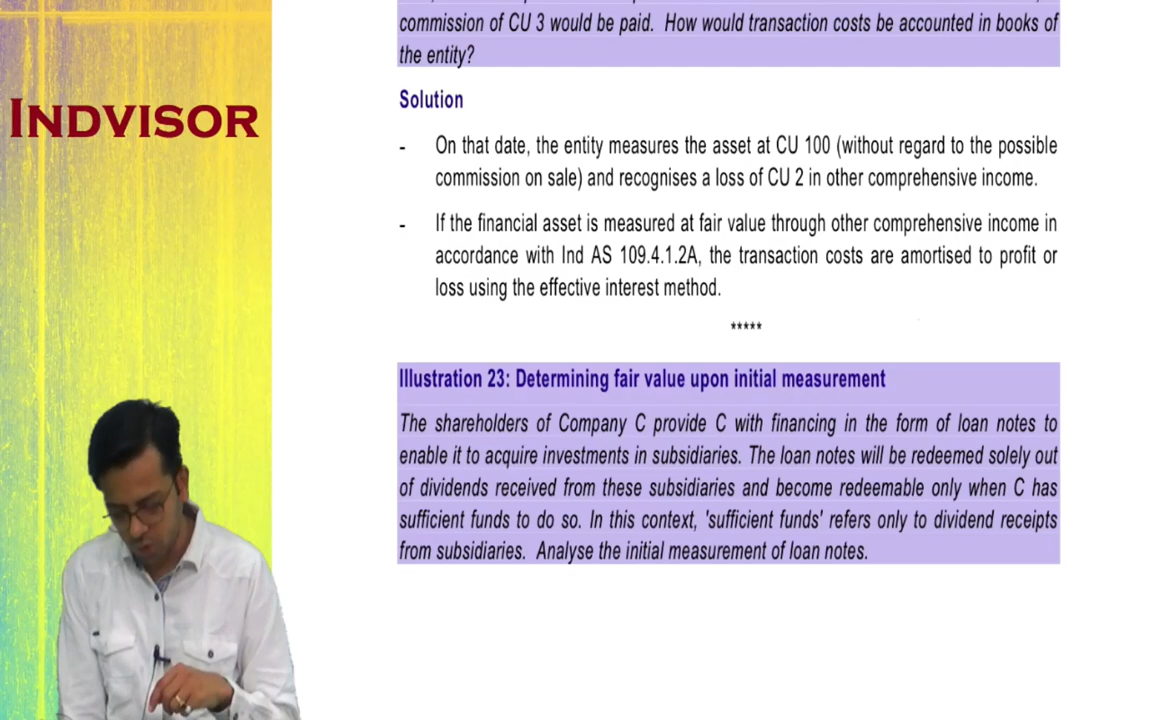 commission of CU 3 would be paid. How would transaction costs be accounted in books of
the entity?
INDVISOR
Solution
- On that date, the entity measures the asset at CU 100 (without regard to the possible
commission on sale) and recognises a loss of CU 2 in other comprehensive income.
- If the financial asset is measured at fair value through other comprehensive income in
accordance with Ind AS 109.4.1.2A, the transaction costs are amortised to profit or
loss using the effective interest method.
*****
Illustration 23: Determining fair value upon initial measurement
The shareholders of Company C provide C with financing in the form of loan notes to
enable it to acquire investments in subsidiaries. The loan notes will be redeemed solely out
of dividends received from these subsidiaries and become redeemable only when C has
sufficient funds to do so. In this context, 'sufficient funds' refers only to dividend receipts
from subsidiaries. Analyse the initial measurement of loan notes.